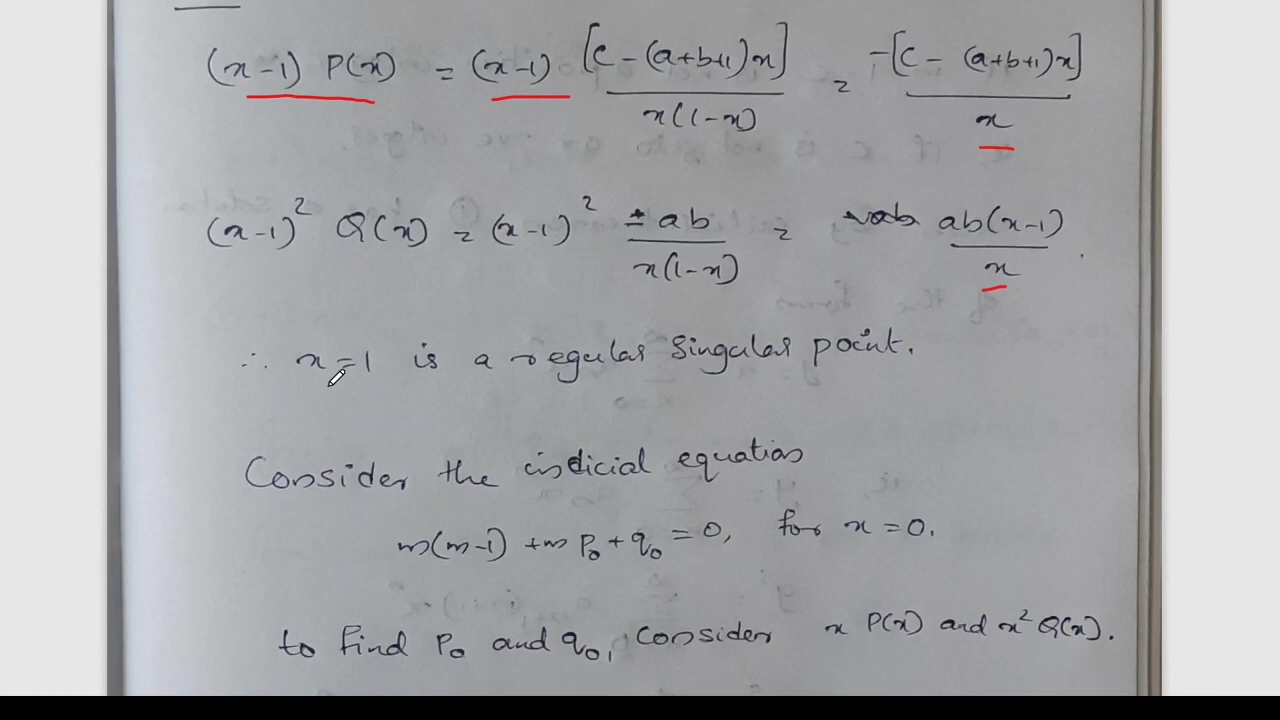 (x-1) P(x) = (x-1) [c - (a+b+1)x] / x(1-x) = -[c - (a+b+1)x] / x
(x-1)² Q(x) = (x-1)² -ab / x(1-x) = ab(x-1) / x .
∴ x=1 is a regular singular point.
Consider the indicial equation
m(m-1) + m p₀ + q₀ = 0, for x = 0.
to find p₀ and q₀, consider x P(x) and x² Q(x).